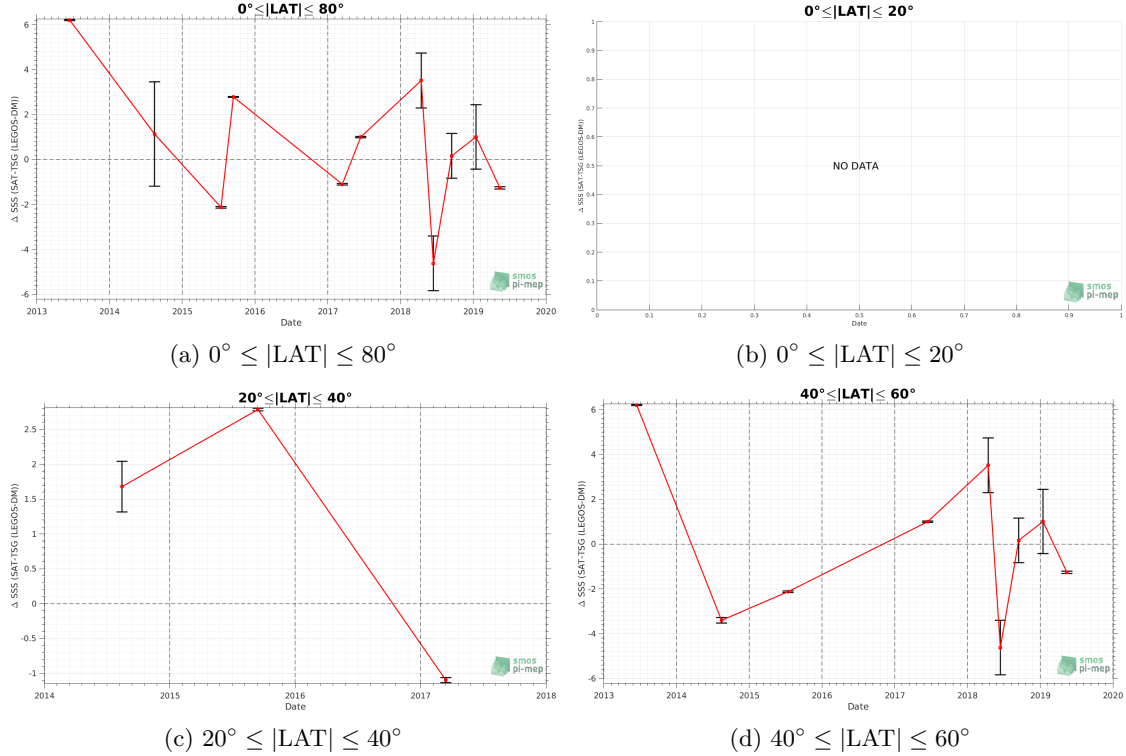 0°≤|LAT|≤ 80°
Δ SSS (SAT-TSG (LEGOS-DM))
6
4
2
0
-2
-4
-6
2013 2014 2015 2016 2017 2018 2019 2020
Date
smos
pi-mep
(a) 0° ≤ |LAT| ≤ 80°
0°≤|LAT|≤ 20°
Δ SSS (SAT-TSG (LEGOS-DM))
1
0.9
0.8
0.7
0.6
0.5
0.4
0.3
0.2
0.1
0
NO DATA
0 0.1 0.2 0.3 0.4 0.5 0.6 0.7 0.8 0.9 1
Date
smos
pi-mep
(b) 0° ≤ |LAT| ≤ 20°
20°≤|LAT|≤ 40°
Δ SSS (SAT-TSG (LEGOS-DM))
2.5
2
1.5
1
0.5
0
-0.5
-1
2014 2015 2016 2017 2018
Date
smos
pi-mep
(c) 20° ≤ |LAT| ≤ 40°
40°≤|LAT|≤ 60°
Δ SSS (SAT-TSG (LEGOS-DM))
6
4
2
0
-2
-4
-6
2013 2014 2015 2016 2017 2018 2019 2020
Date
smos
pi-mep
(d) 40° ≤ |LAT| ≤ 60°